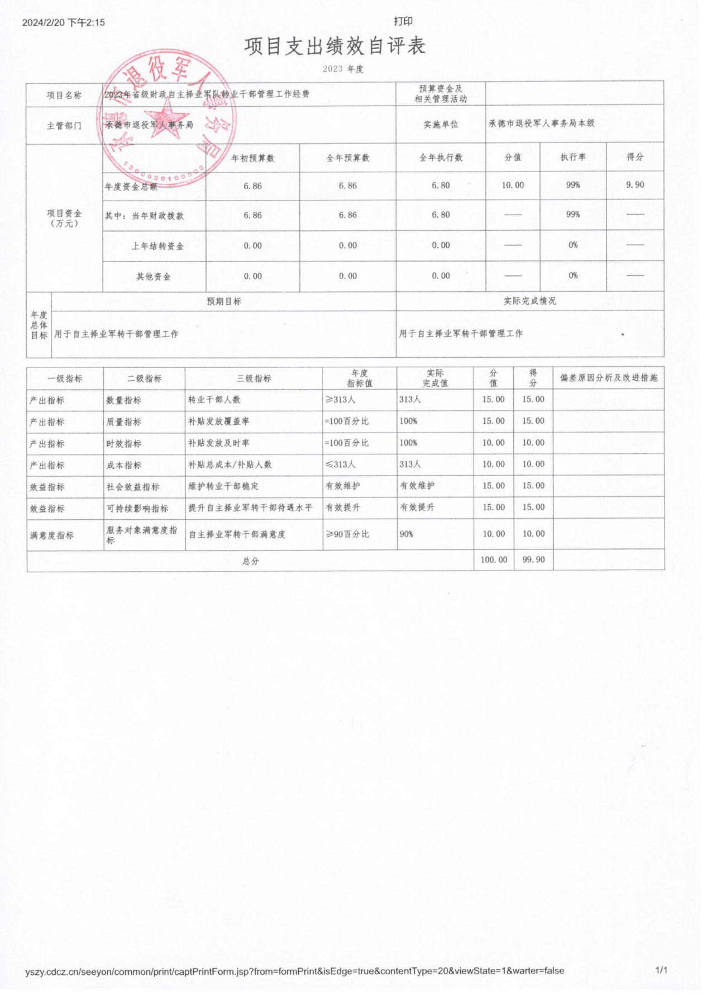 2024/2/20 下午2:15 打印
项目支出绩效自评表
2023 年度
项目名称 2023年省级财政自主择业军队转业干部管理工作经费 预算资金及
相关管理活动
主管部门 承德市退役军人事务局 实施单位 承德市退役军人事务局本级
年初预算数 全年预算数 全年执行数 分值 执行率 得分
年度资金总额 6.86 6.86 6.80 10.00 99% 9.90
项目资金
（万元）
其中：当年财政拨款 6.86 6.86 6.80 —— 99% ——
上年结转资金 0.00 0.00 0.00 —— 0% ——
其他资金 0.00 0.00 0.00 —— 0% ——
年度
总体
目标
预期目标 实际完成情况
用于自主择业军转干部管理工作 用于自主择业军转干部管理工作
一级指标 二级指标 三级指标 年度
指标值 实际
完成值 分
值 得
分 偏差原因分析及改进措施
产出指标 数量指标 转业干部人数 ≥313人 313人 15.00 15.00
产出指标 质量指标 补贴发放覆盖率 =100百分比 100% 15.00 15.00
产出指标 时效指标 补贴发放及时率 =100百分比 100% 10.00 10.00
产出指标 成本指标 补贴总成本/补贴人数 ≤313人 313人 10.00 10.00
效益指标 社会效益指标 维护转业干部稳定 有效维护 有效维护 15.00 15.00
效益指标 可持续影响指标 提升自主择业军转干部待遇水平 有效提升 有效提升 15.00 15.00
满意度指标 服务对象满意度指
标 自主择业军转干部满意度 ≥90百分比 90% 10.00 10.00
总分 100.00 99.90
承德市退役军人事务局
yszy.cdcz.cn/seeyon/common/print/captPrintForm.jsp?from=formPrint&isEdge=true&contentType=20&viewState=1&warter=false 1/1